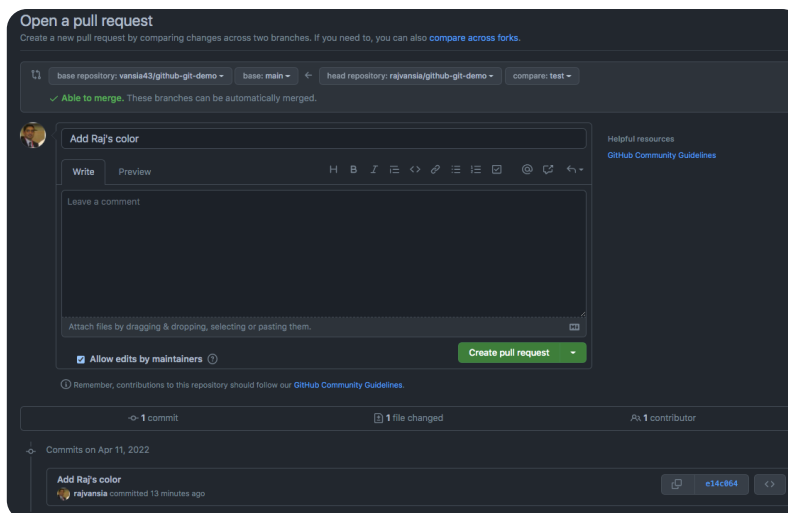 Open a pull request
Create a new pull request by comparing changes across two branches. If you need to, you can also compare across forks.
base repository: vansia43/github-git-demo base: main ← head repository: rajvansia/github-git-demo compare: test
Able to merge. These branches can be automatically merged.
Add Raj's color
Helpful resources
GitHub Community Guidelines
Write Preview
Leave a comment
Attach files by dragging & dropping, selecting or pasting them.
Allow edits by maintainers
Create pull request
Remember, contributions to this repository should follow our GitHub Community Guidelines.
1 commit 1 file changed 1 contributor
Commits on Apr 11, 2022
Add Raj's color
rajvansia committed 13 minutes ago
e14c064